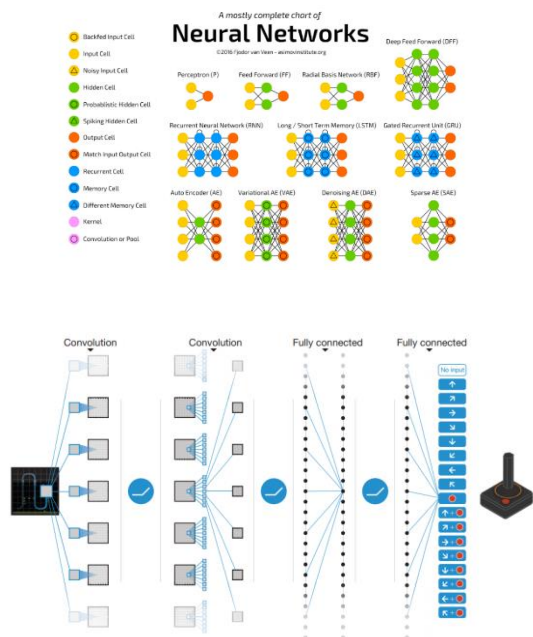 A mostly complete chart of
Neural Networks
©2016 Fjodor van Veen - asimovinstitute.org
Backfed Input Cell
Input Cell
Noisy Input Cell
Hidden Cell
Probablistic Hidden Cell
Spiking Hidden Cell
Output Cell
Match Input Output Cell
Recurrent Cell
Memory Cell
Different Memory Cell
Kernel
Convolution or Pool
Deep Feed Forward (DFF)
Perceptron (P)
Feed Forward (FF)
Radial Basis Network (RBF)
Recurrent Neural Network (RNN)
Long / Short Term Memory (LSTM)
Gated Recurrent Unit (GRU)
Auto Encoder (AE)
Variational AE (VAE)
Denoising AE (DAE)
Sparse AE (SAE)
Convolution
Convolution
Fully connected
Fully connected
No input